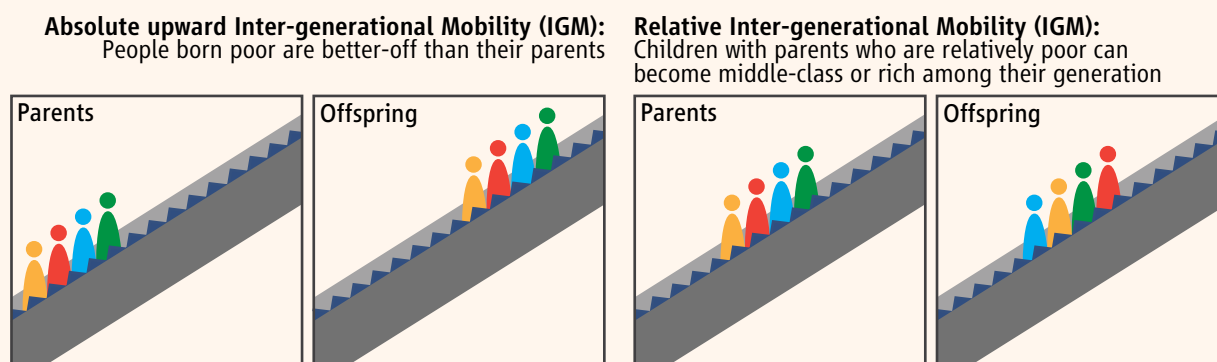 Absolute upward Inter-generational Mobility (IGM):
People born poor are better-off than their parents
Relative Inter-generational Mobility (IGM):
Children with parents who are relatively poor can
become middle-class or rich among their generation
Parents
Offspring
Parents
Offspring